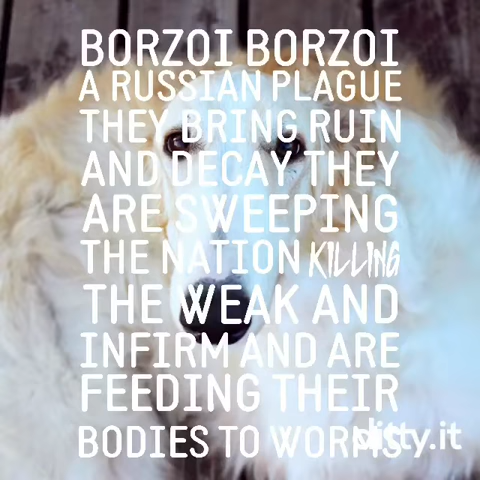 BORZOI BORZOI
A RUSSIAN PLAGUE
THEY BRING RUIN
AND DECAY THEY
ARE SWEEPING
THE NATION KILLING
THE WEAK AND
INFIRM AND ARE
FEEDING THEIR
BODIES TO WORMS
ditty.it